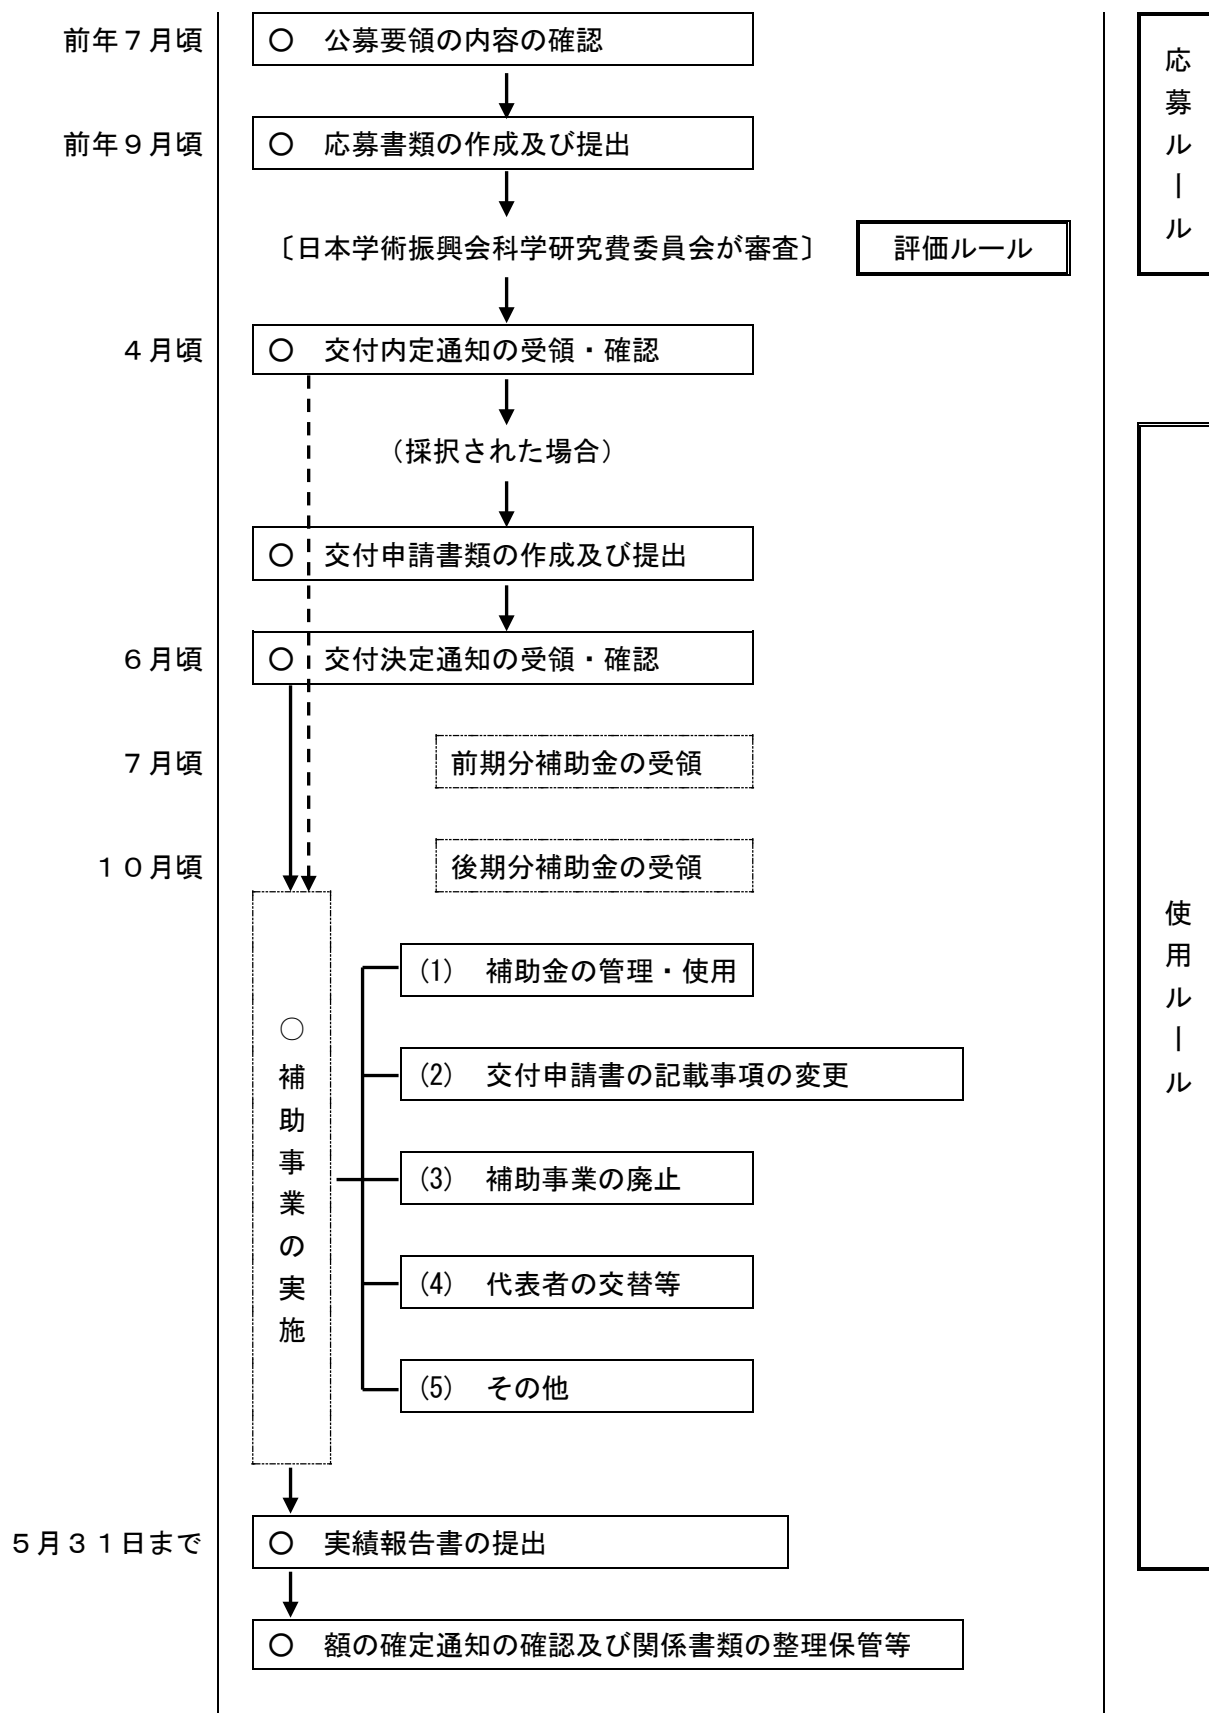 前年７月頃
○　公募要領の内容の確認
前年９月頃
○　応募書類の作成及び提出
〔日本学術振興会科学研究費委員会が審査〕
評価ルール
応募ルール
４月頃
○　交付内定通知の受領・確認
（採択された場合）
○　交付申請書類の作成及び提出
６月頃
○　交付決定通知の受領・確認
７月頃
前期分補助金の受領
１０月頃
後期分補助金の受領
○補助事業の実施
(1)　補助金の管理・使用
(2)　交付申請書の記載事項の変更
(3)　補助事業の廃止
(4)　代表者の交替等
(5)　その他
使用ルール
５月３１日まで
○　実績報告書の提出
○　額の確定通知の確認及び関係書類の整理保管等